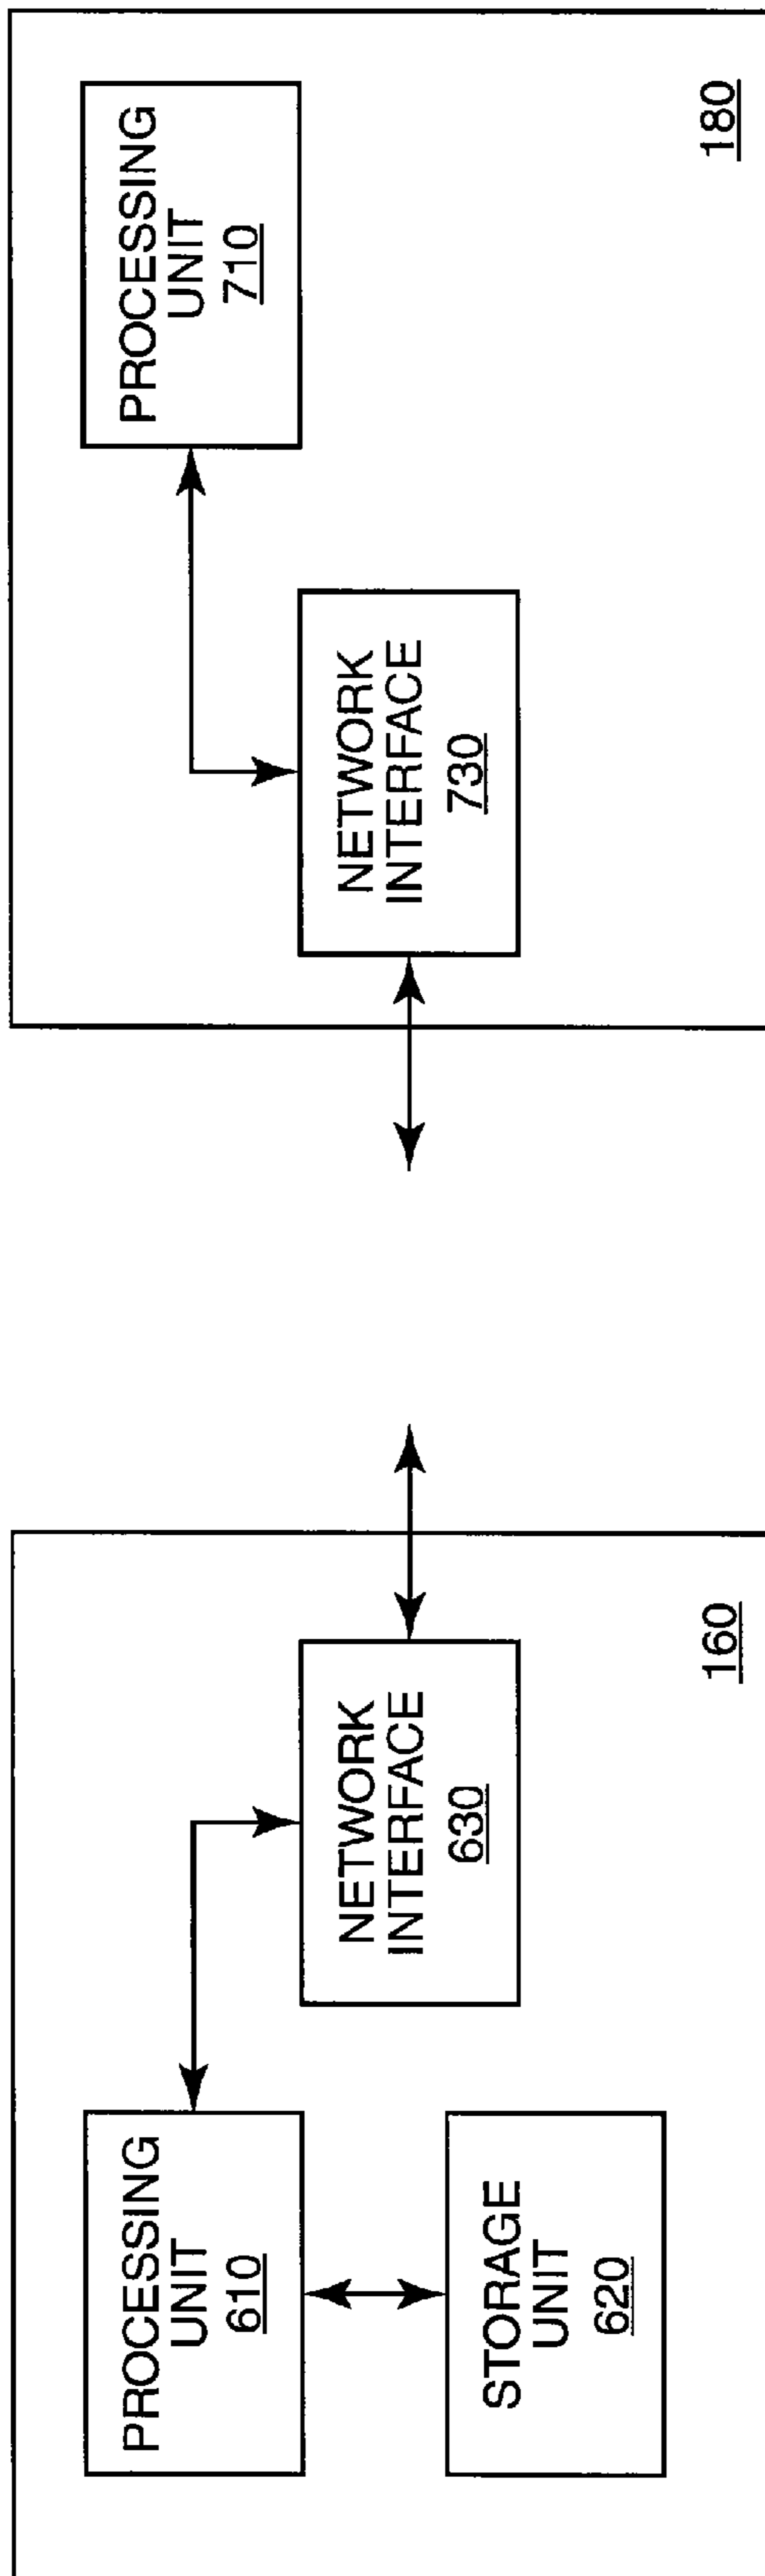 PROCESSING
UNIT
610
STORAGE
UNIT
620
NETWORK
INTERFACE
630
160
NETWORK
INTERFACE
730
PROCESSING
UNIT
710
180